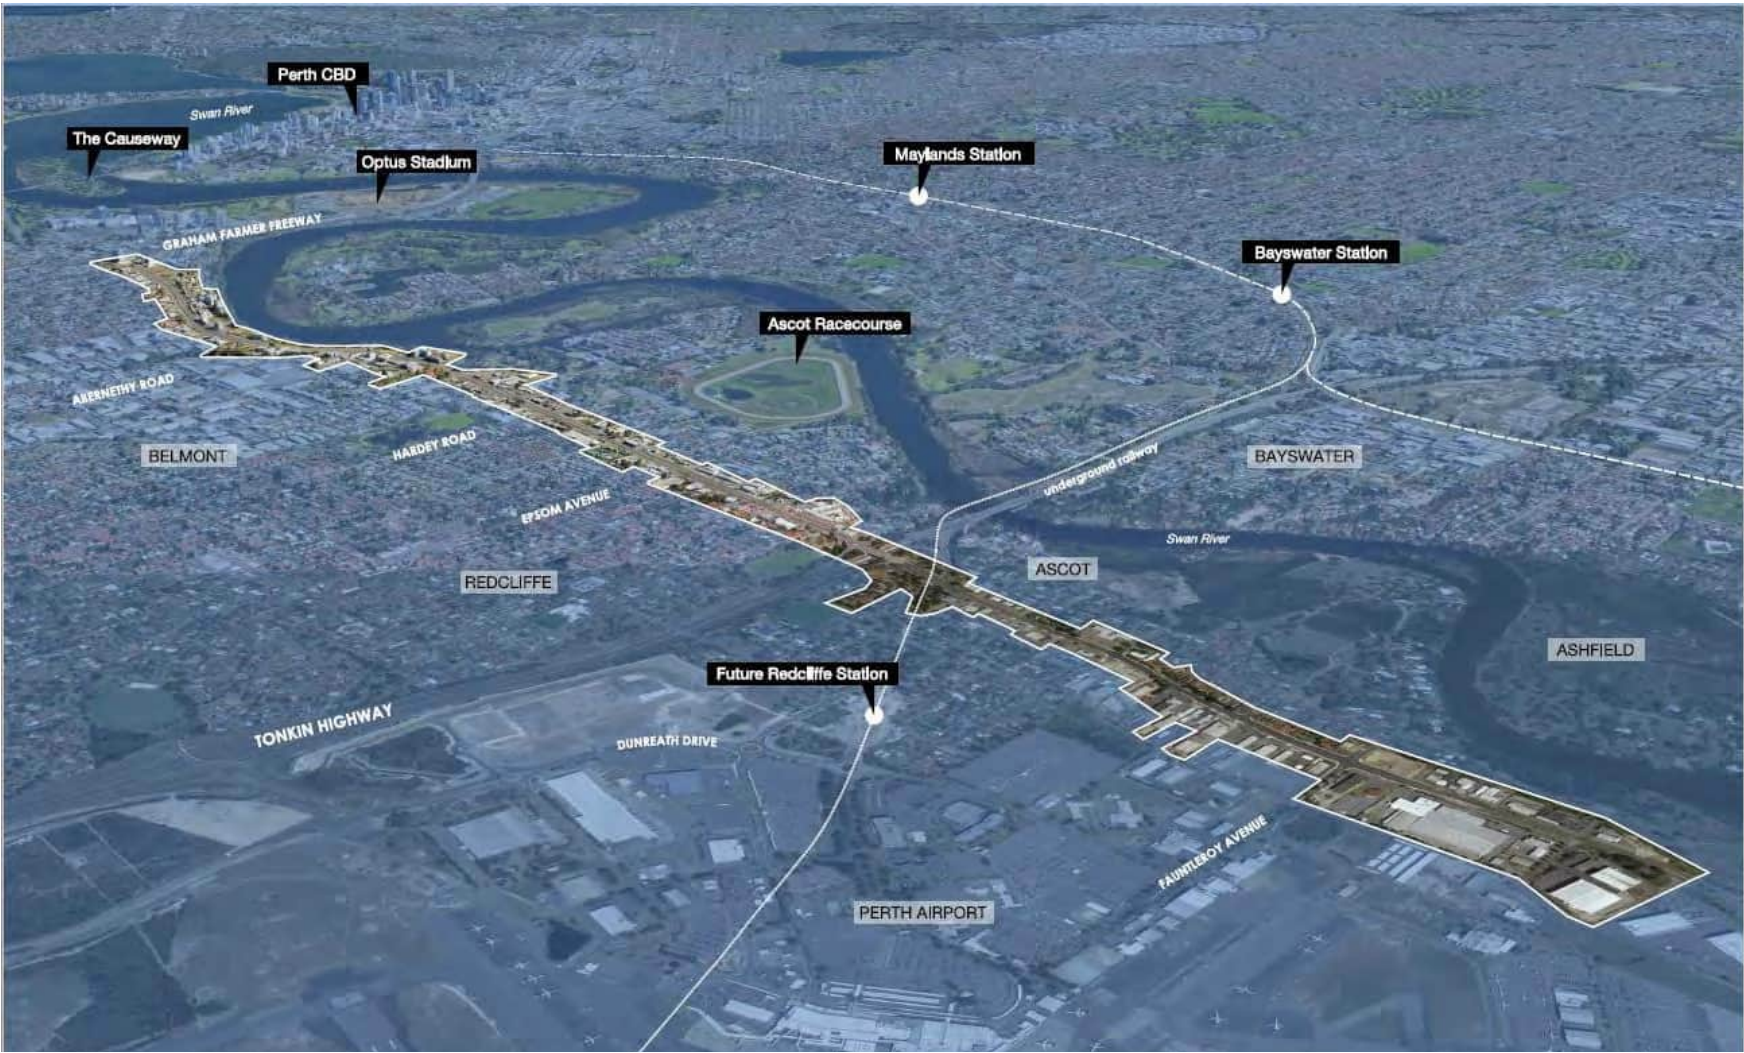 Perth CBD
Swan River
The Causeway
Optus Stadium
Maylands Station
GRAHAM FARMER FREEWAY
Bayswater Station
Ascot Racecourse
ABERNETHY ROAD
HARDEY ROAD
BELMONT
BAYSWATER
underground railway
EPSOM AVENUE
Swan River
REDCLIFFE
ASCOT
ASHFIELD
Future Redcliffe Station
TONKIN HIGHWAY
DUNREATH DRIVE
FAUNTLEROY AVENUE
PERTH AIRPORT